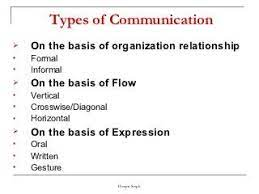 Types of Communication
➢ On the basis of organization relationship
• Formal
• Informal
➢ On the basis of Flow
• Vertical
• Crosswise/Diagonal
• Horizontal
➢ On the basis of Expression
• Oral
• Written
• Gesture